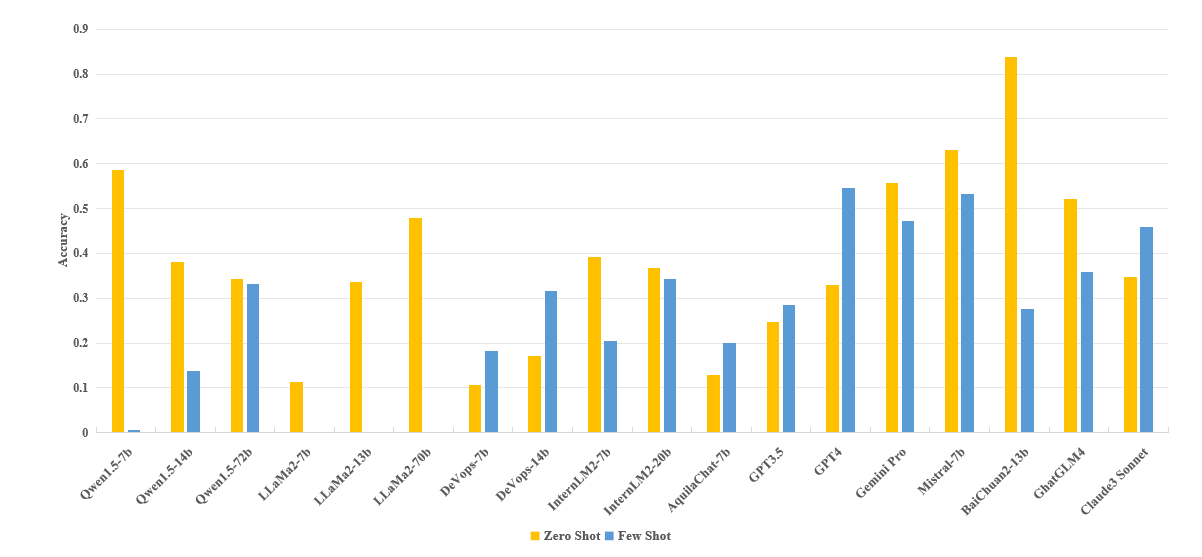 0.9
0.8
0.7
0.6
0.5
0.4
0.3
0.2
0.1
0
Accuracy
Qwen1.5-7b
Qwen1.5-14b
Qwen1.5-72b
LLaMa2-7b
LLaMa2-13b
LLaMa2-70b
DeVops-7b
DeVops-14b
InternLM2-7b
InternLM2-20b
AquilaChat-7b
GPT3.5
GPT4
Gemini Pro
Mistral-7b
BaiChuan2-13b
GhatGLM4
Claude3 Sonnet
Zero Shot Few Shot